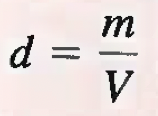 d = m/V